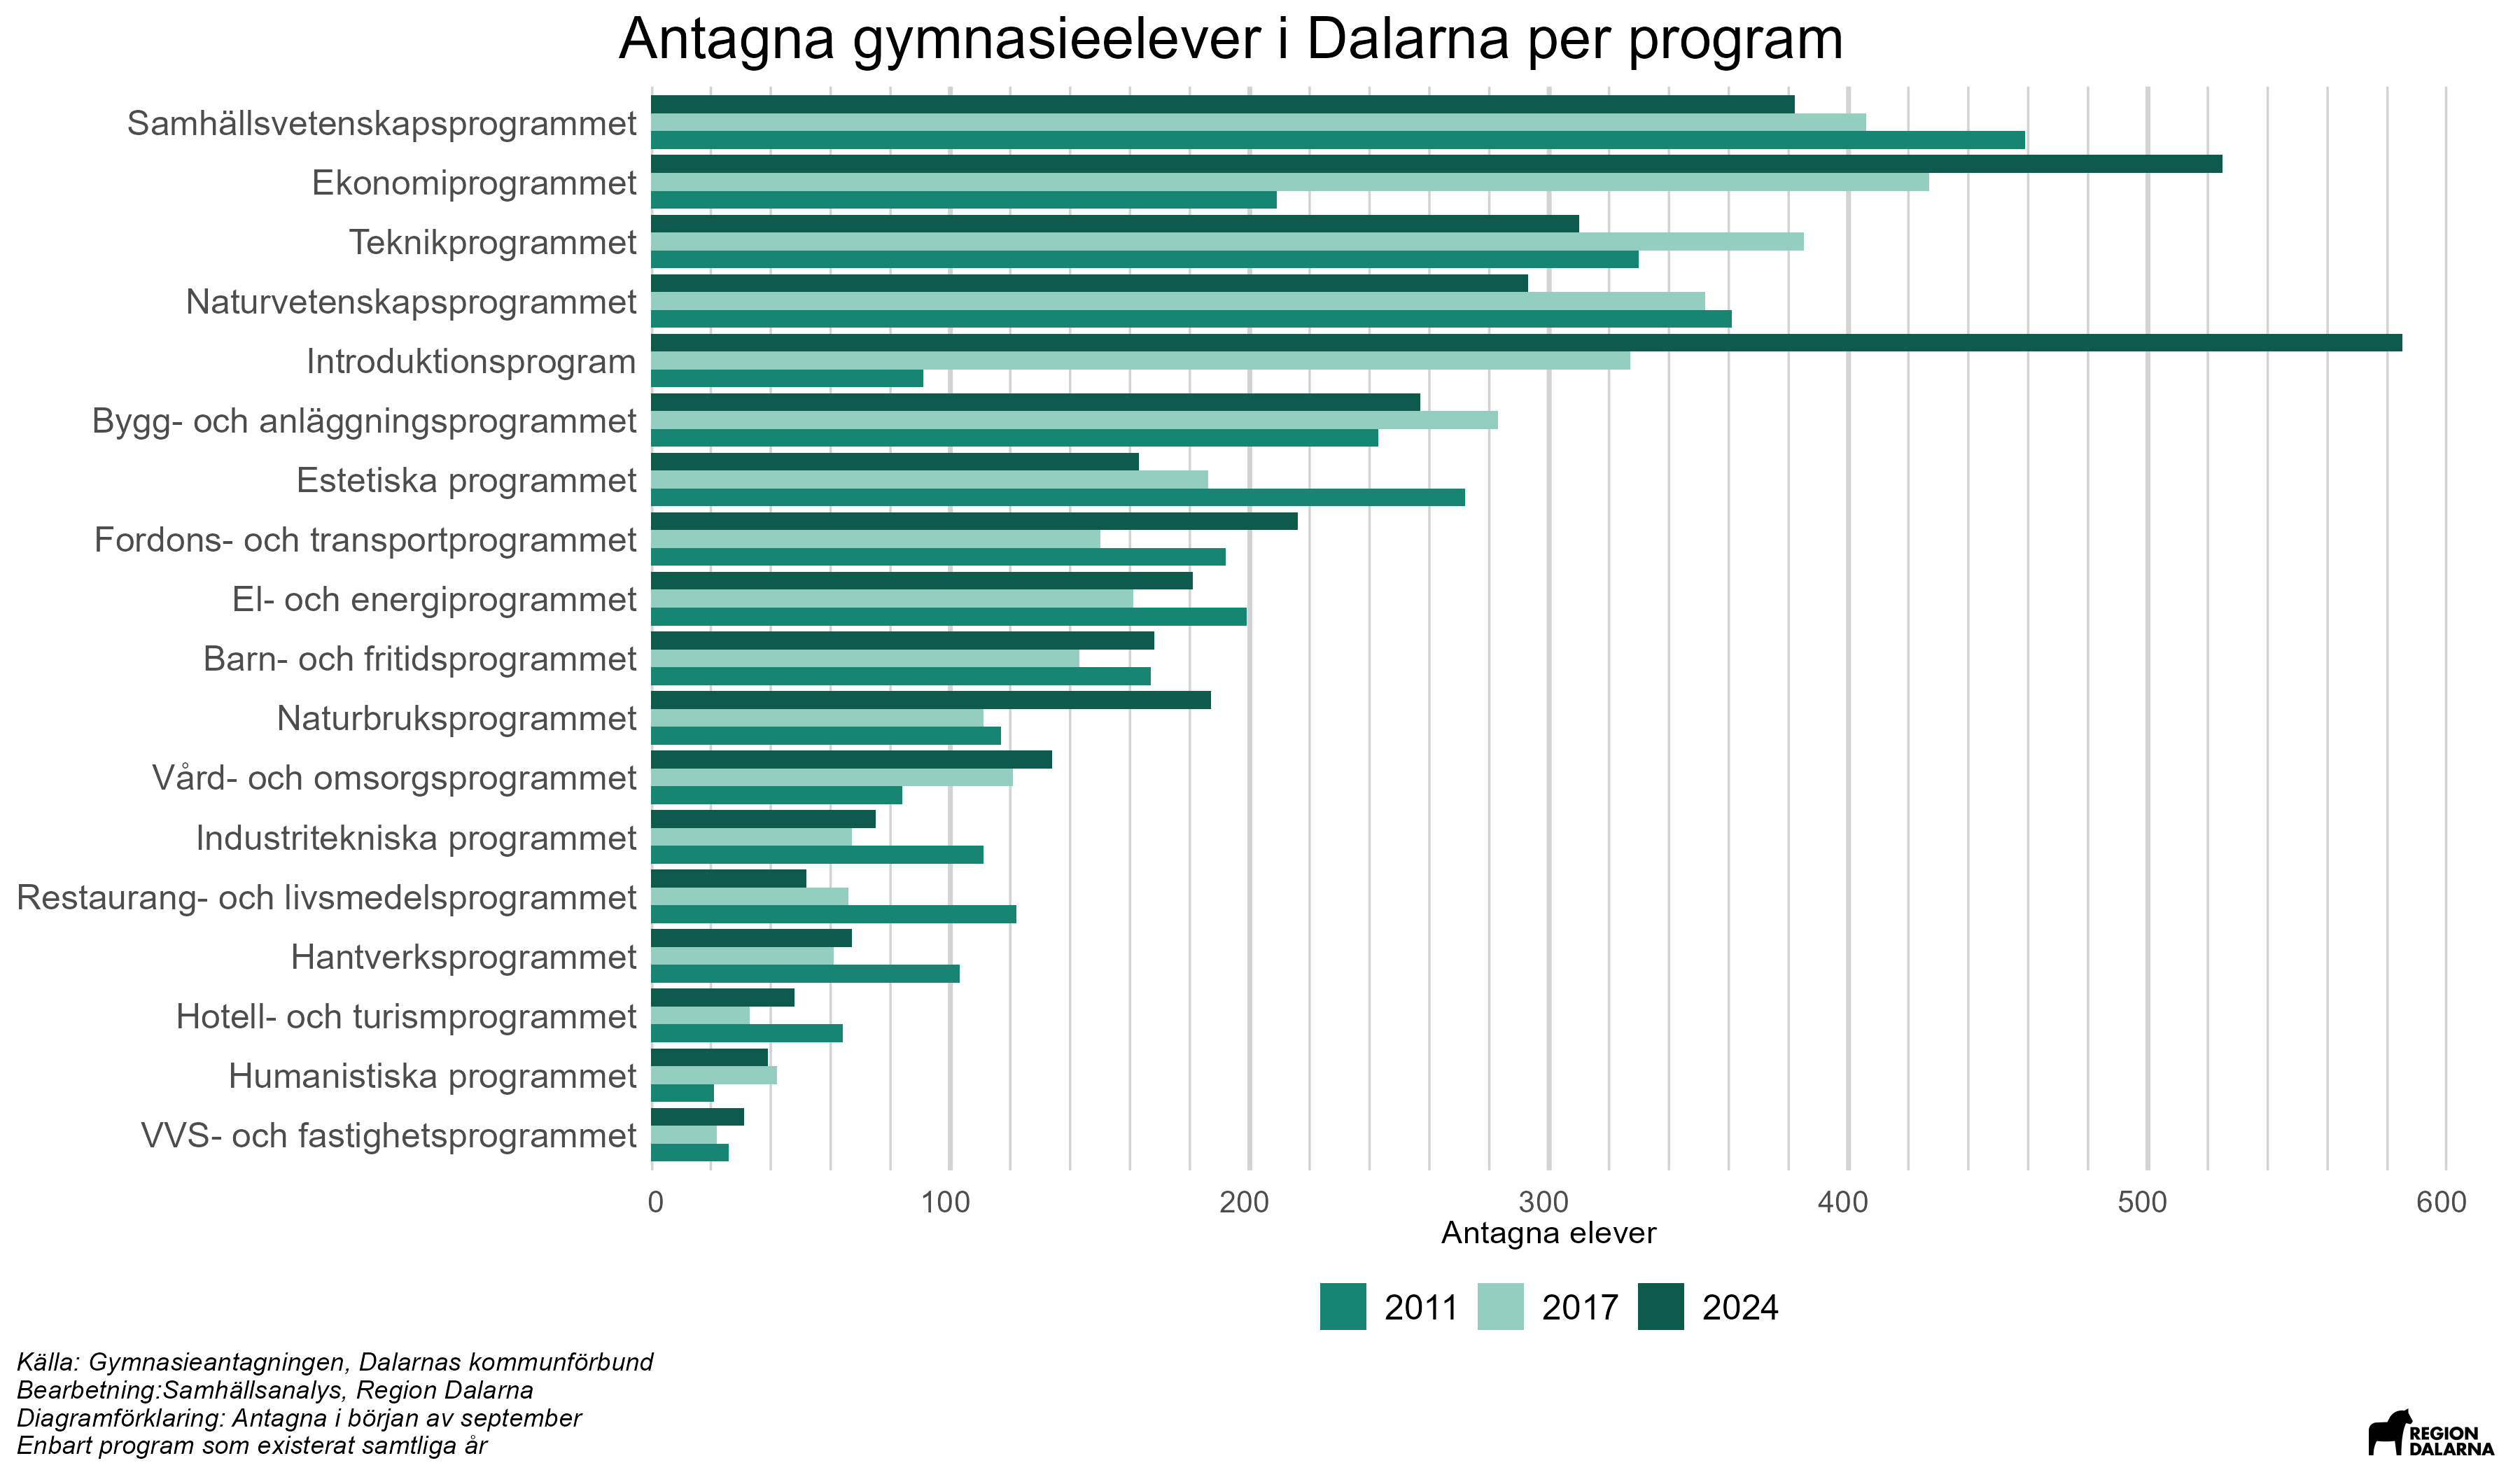 Antagna gymnasieelever i Dalarna per program
Samhällsvetenskapsprogrammet
Ekonomiprogrammet
Teknikprogrammet
Naturvetenskapsprogrammet
Introduktionsprogram
Bygg- och anläggningsprogrammet
Estetiska programmet
Fordons- och transportprogrammet
El- och energiprogrammet
Barn- och fritidsprogrammet
Naturbruksprogrammet
Vård- och omsorgsprogrammet
Industritekniska programmet
Restaurang- och livsmedelsprogrammet
Hantverksprogrammet
Hotell- och turismprogrammet
Humanistiska programmet
VVS- och fastighetsprogrammet
0 100 200 300 400 500 600
Antagna elever
2011 2017 2024
Källa: Gymnasieantagningen, Dalarnas kommunförbund
Bearbetning:Samhällsanalys, Region Dalarna
Diagramförklaring: Antagna i början av september
Enbart program som existerat samtliga år
REGION
DALARNA